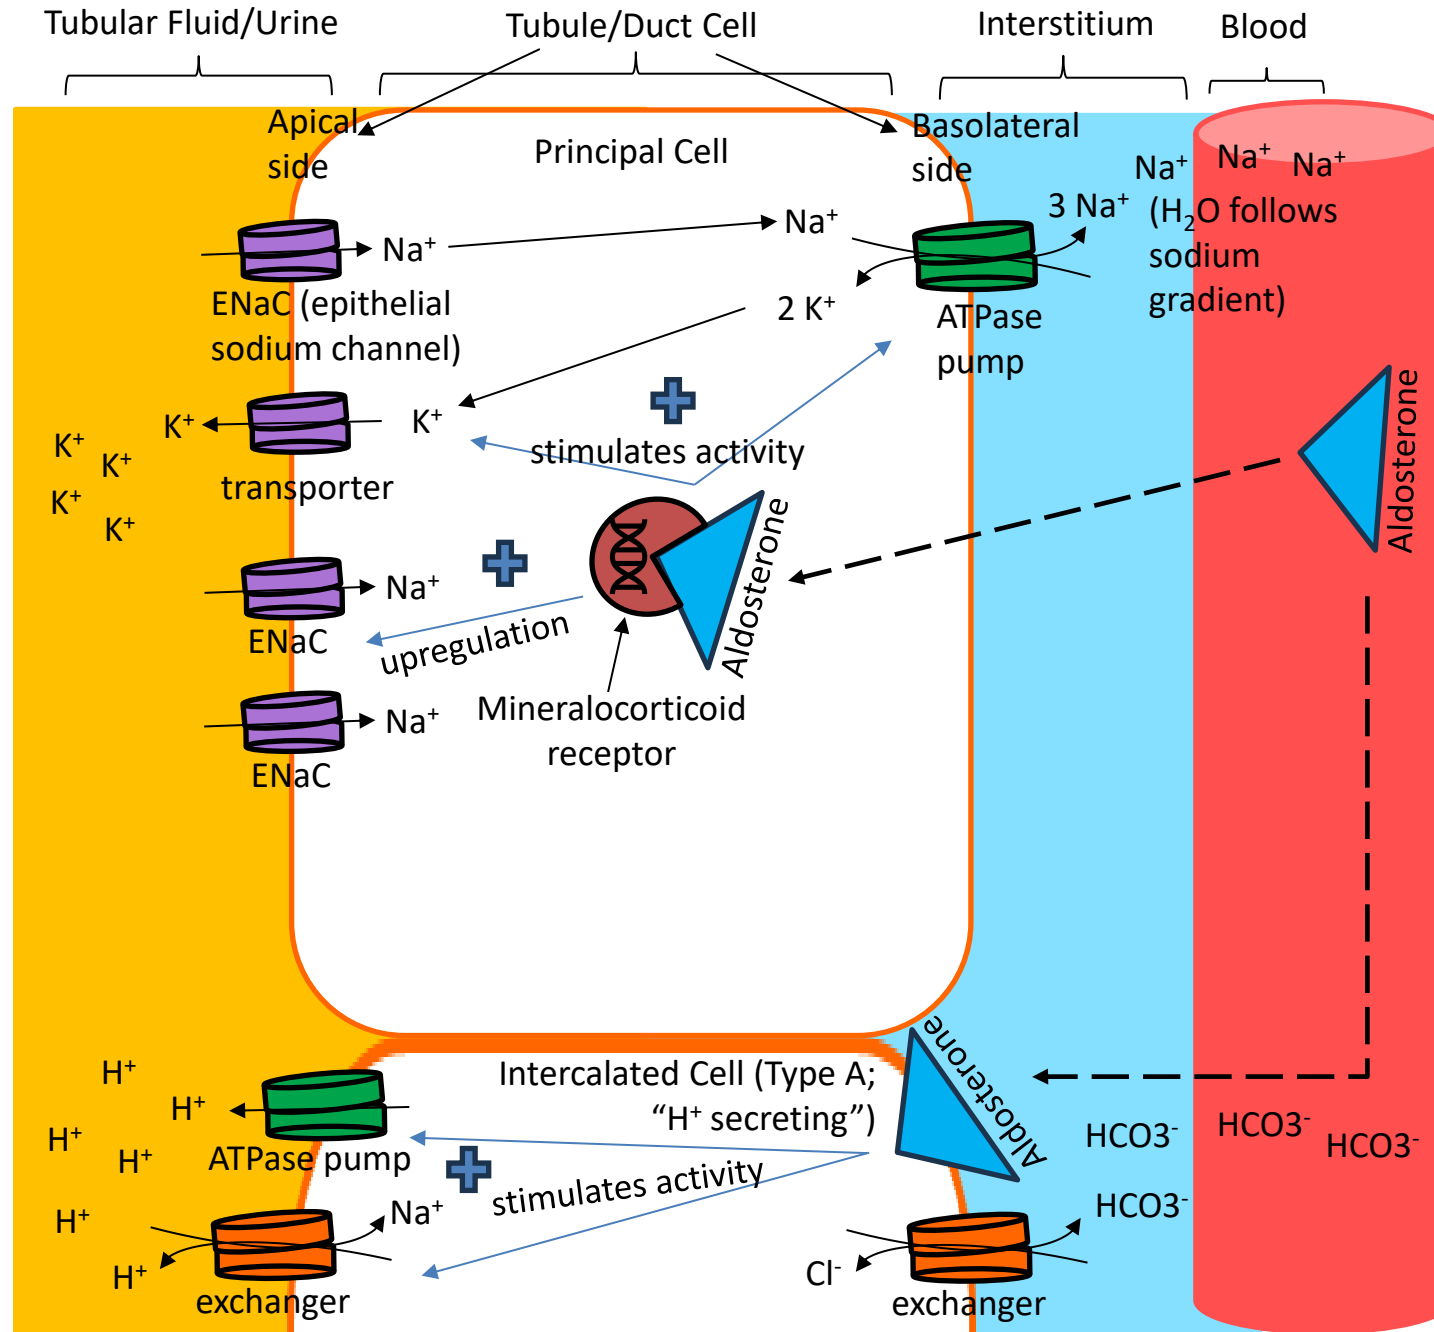 Tubular Fluid/Urine
Tubule/Duct Cell
Interstitium
Blood
Apical
side
Principal Cell
Basolateral
side
Na⁺
Na⁺
Na⁺
Na⁺
Na⁺
3 Na⁺
(H₂O follows
sodium
gradient)
ENaC (epithelial
sodium channel)
2 K⁺
ATPase
pump
K⁺
K⁺
transporter
K⁺
K⁺
K⁺
K⁺
stimulates activity
Aldosterone
Aldosterone
Na⁺
ENaC
upregulation
Na⁺
ENaC
Mineralocorticoid
receptor
Intercalated Cell (Type A;
“H⁺ secreting”)
Aldosterone
H⁺
H⁺
H⁺
H⁺
ATPase pump
stimulates activity
HCO3⁻
HCO3⁻
HCO3⁻
HCO3⁻
H⁺
Na⁺
H⁺
exchanger
Cl⁻
exchanger